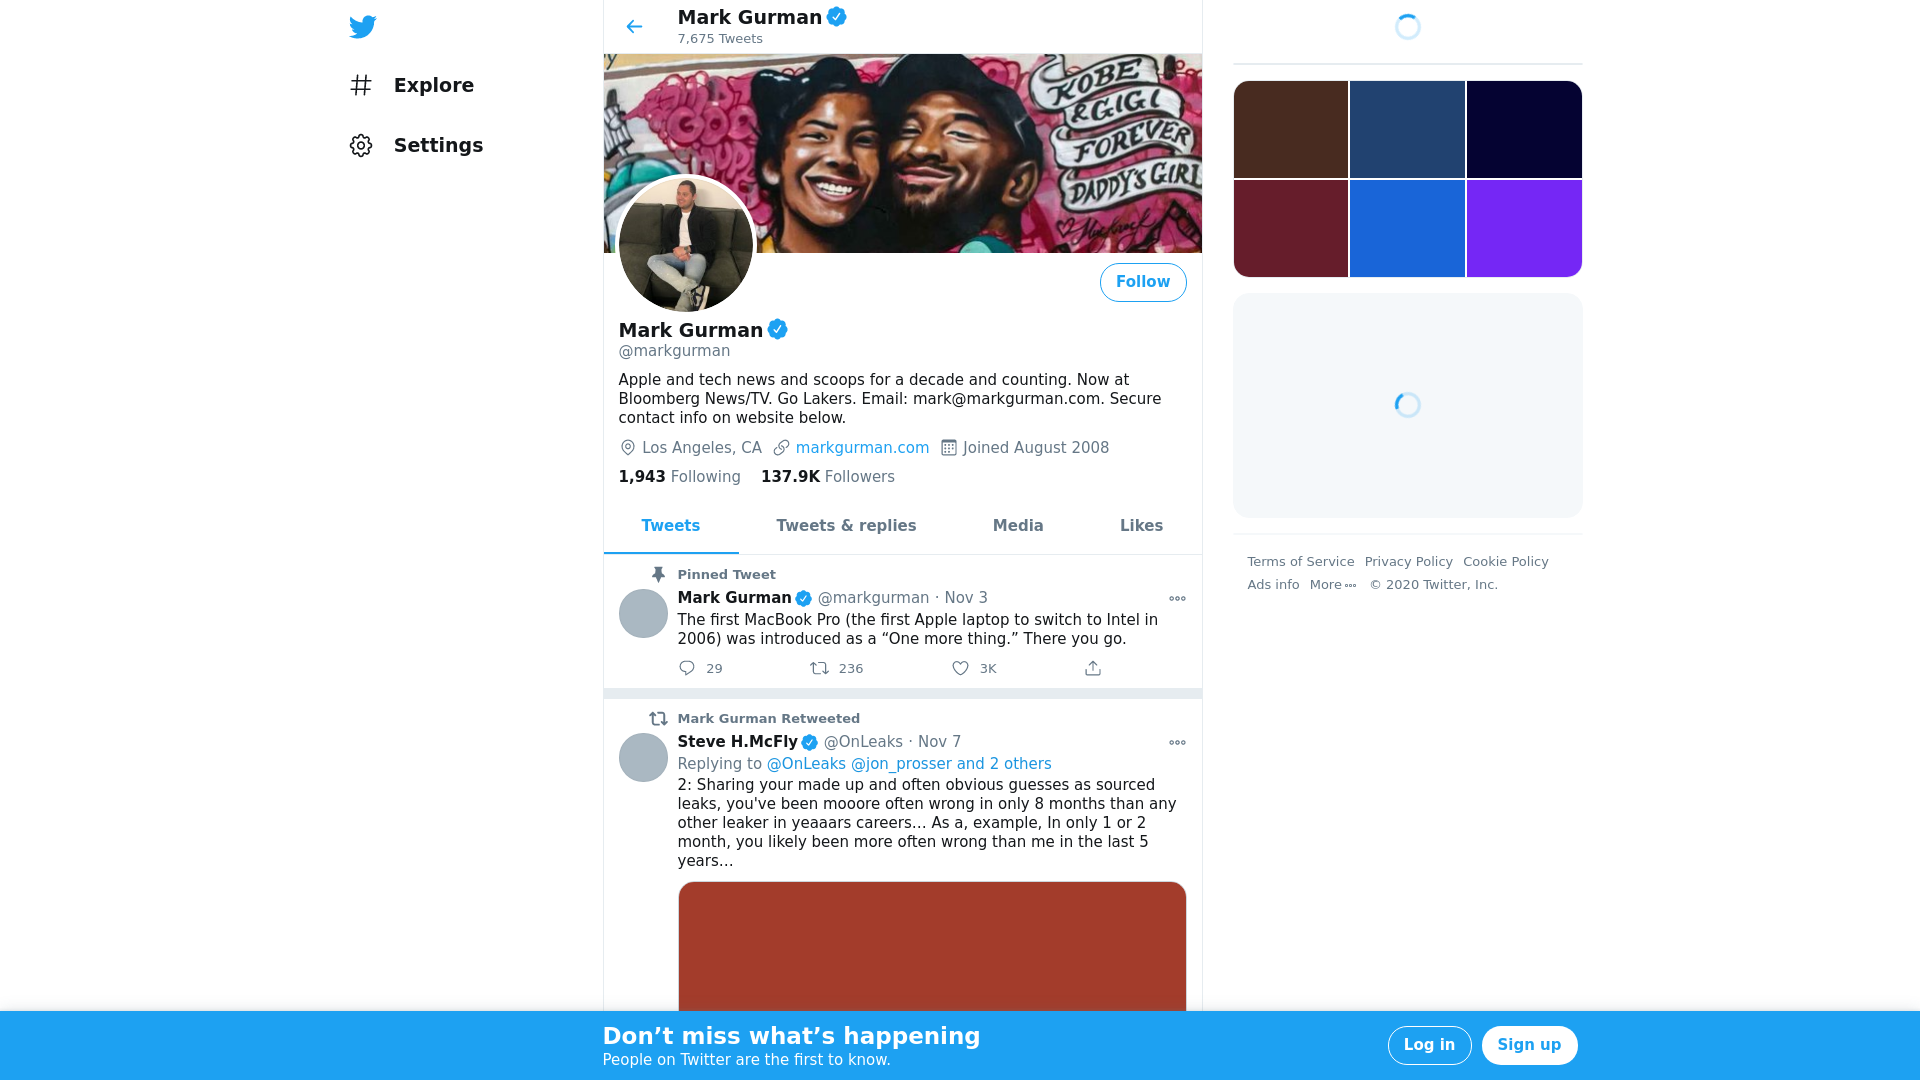 Mark Gurman
7,675 Tweets
Explore
Settings
KOBE
& GIGI
FOREVER
DADDY'S GIRL
Follow
Mark Gurman
@markgurman
Apple and tech news and scoops for a decade and counting. Now at
Bloomberg News/TV. Go Lakers. Email: mark@markgurman.com. Secure
contact info on website below.
Los Angeles, CA markgurman.com Joined August 2008
1,943 Following 137.9K Followers
Tweets Tweets & replies Media Likes
Pinned Tweet
Mark Gurman @markgurman · Nov 3
The first MacBook Pro (the first Apple laptop to switch to Intel in
2006) was introduced as a “One more thing.” There you go.
29 236 3K
Mark Gurman Retweeted
Steve H.McFly @OnLeaks · Nov 7
Replying to @OnLeaks @jon_prosser and 2 others
2: Sharing your made up and often obvious guesses as sourced
leaks, you've been mooore often wrong in only 8 months than any
other leaker in yeaaars careers… As a, example, In only 1 or 2
month, you likely been more often wrong than me in the last 5
years…
Terms of Service Privacy Policy Cookie Policy
Ads info More © 2020 Twitter, Inc.
Don’t miss what’s happening
People on Twitter are the first to know.
Log in Sign up